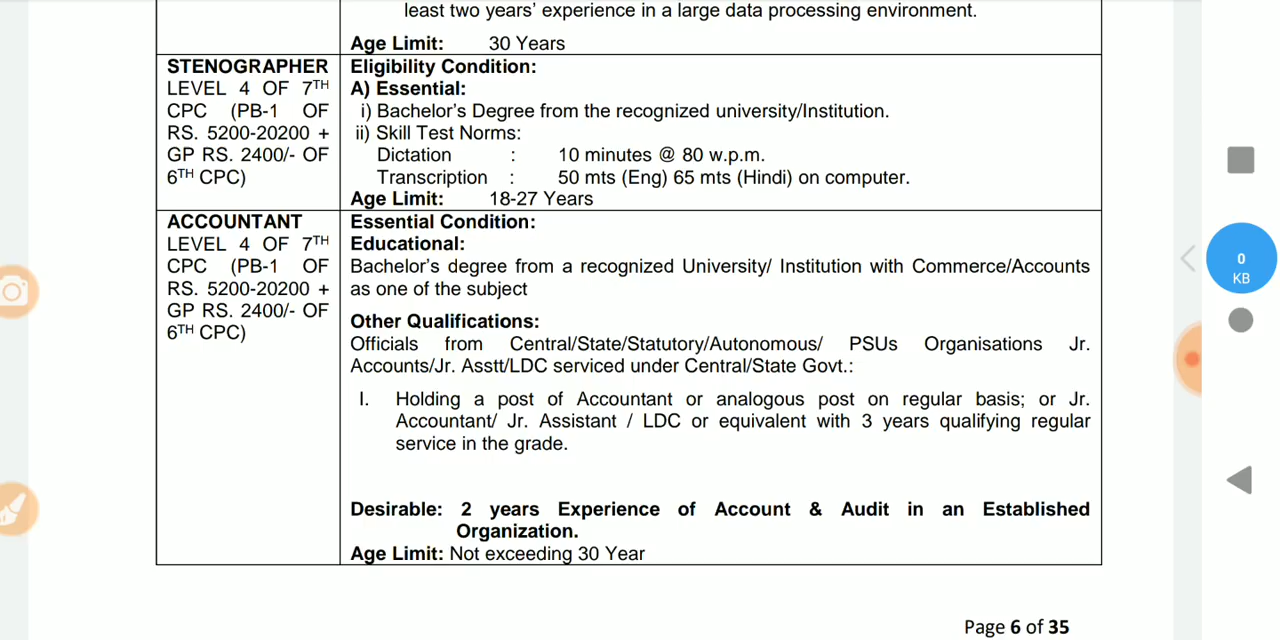 least two years’ experience in a large data processing environment.
Age Limit: 30 Years
STENOGRAPHER
LEVEL 4 OF 7TH
CPC (PB-1 OF
RS. 5200-20200 +
GP RS. 2400/- OF
6TH CPC)
Eligibility Condition:
A) Essential:
i) Bachelor’s Degree from the recognized university/Institution.
ii) Skill Test Norms:
Dictation : 10 minutes @ 80 w.p.m.
Transcription : 50 mts (Eng) 65 mts (Hindi) on computer.
Age Limit: 18-27 Years
ACCOUNTANT
LEVEL 4 OF 7TH
CPC (PB-1 OF
RS. 5200-20200 +
GP RS. 2400/- OF
6TH CPC)
Essential Condition:
Educational:
Bachelor’s degree from a recognized University/ Institution with Commerce/Accounts
as one of the subject
Other Qualifications:
Officials from Central/State/Statutory/Autonomous/ PSUs Organisations Jr.
Accounts/Jr. Asstt/LDC serviced under Central/State Govt.:
I. Holding a post of Accountant or analogous post on regular basis; or Jr.
Accountant/ Jr. Assistant / LDC or equivalent with 3 years qualifying regular
service in the grade.
Desirable: 2 years Experience of Account & Audit in an Established
Organization.
Age Limit: Not exceeding 30 Year
Page 6 of 35
0
KB